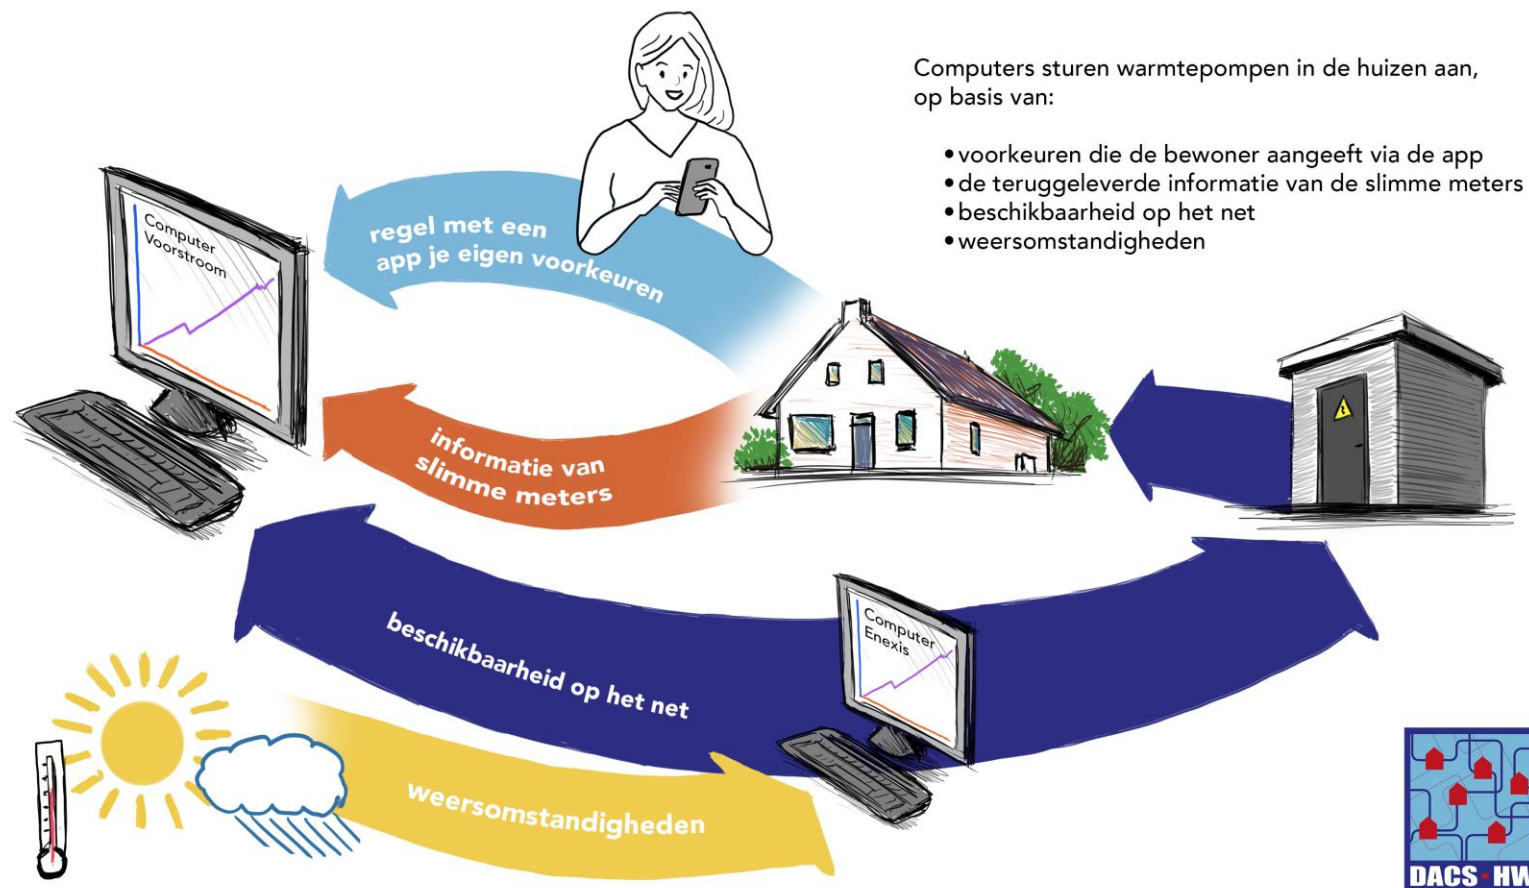 Computers sturen warmtepompen in de huizen aan,
op basis van:
•voorkeuren die de bewoner aangeeft via de app
•de teruggeleverde informatie van de slimme meters
•beschikbaarheid op het net
•weersomstandigheden
Computer
Voorstroom
regel met een
app je eigen voorkeuren
informatie van
slimme meters
beschikbaarheid op het net
Computer
Enexis
weersomstandigheden
DACS-HW